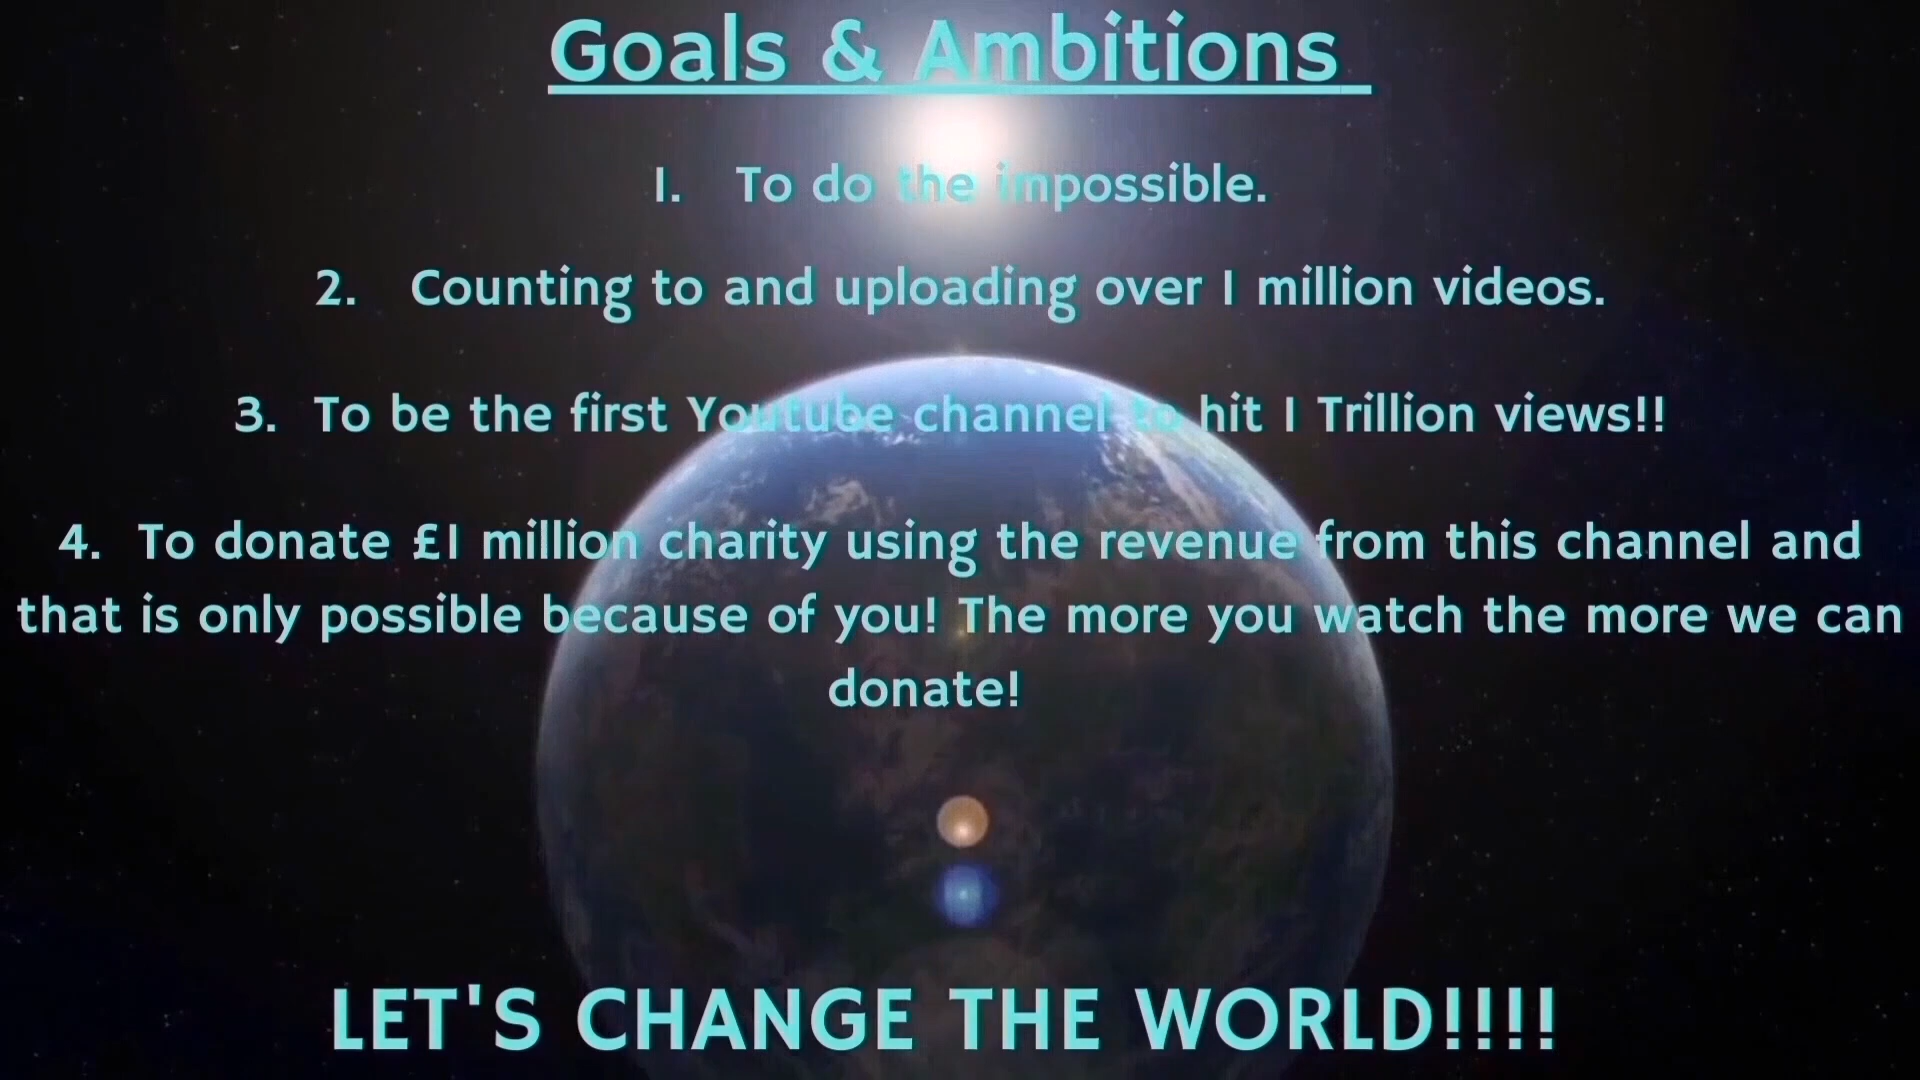 Goals & Ambitions
1. To do the impossible.
2. Counting to and uploading over 1 million videos.
3. To be the first Youtube channel to hit 1 Trillion views!!
4. To donate £1 million charity using the revenue from this channel and
that is only possible because of you! The more you watch the more we can
donate!
LET'S CHANGE THE WORLD!!!!